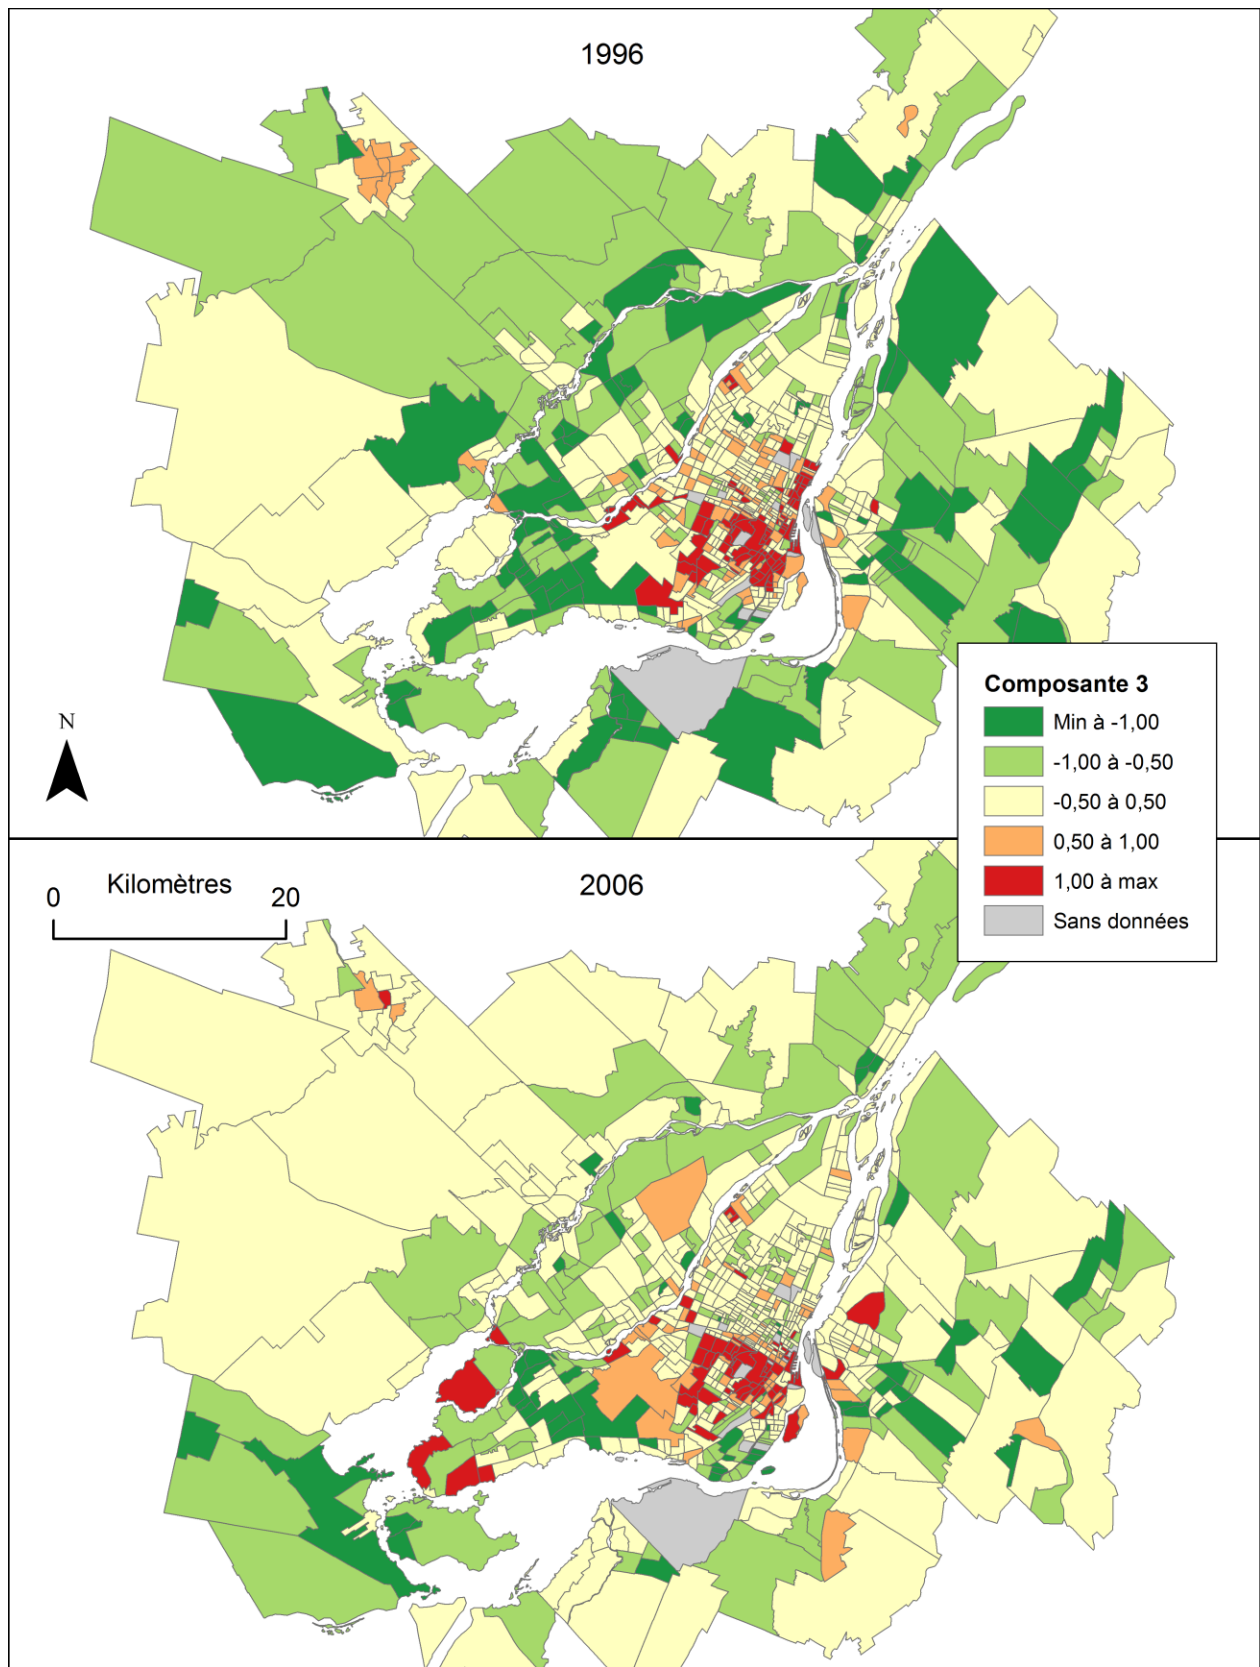 1996
N
Composante 3
Min à -1,00
-1,00 à -0,50
-0,50 à 0,50
0,50 à 1,00
1,00 à max
Sans données
0 Kilomètres 20
2006